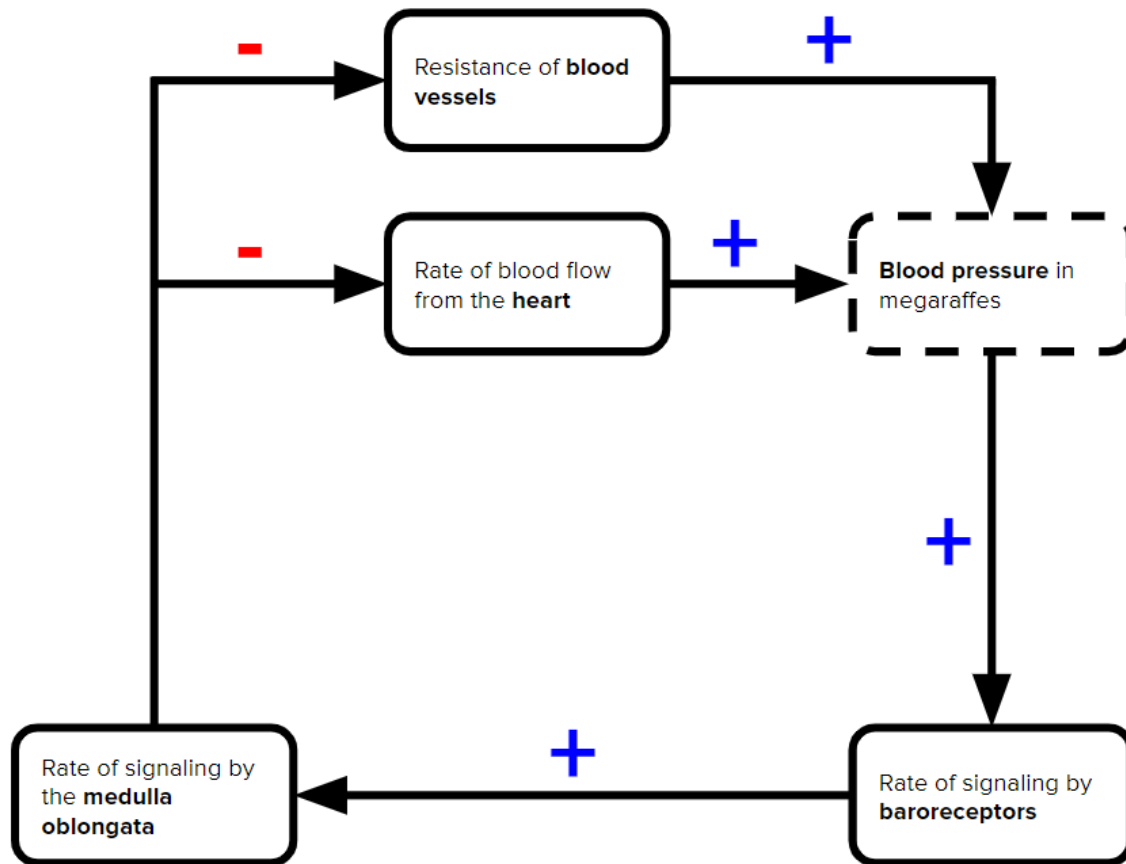 -
+
Resistance of blood
vessels
-
+
Rate of blood flow
from the heart
Blood pressure in
megaraffes
+
+
Rate of signaling by
the medulla
oblongata
Rate of signaling by
baroreceptors